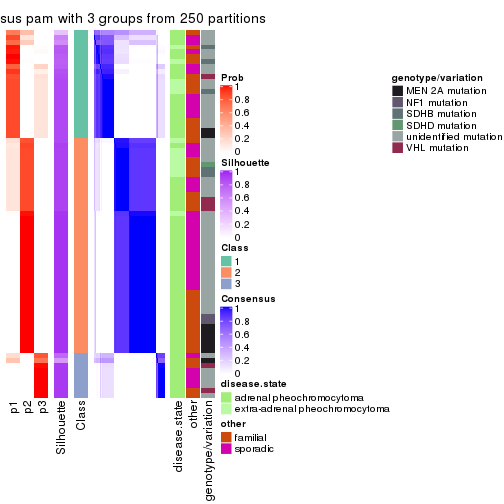 sus pam with 3 groups from 250 partitions
Prob
1
0.8
0.6
0.4
0.2
0
Silhouette
1
0.8
0.6
0.4
0.2
0
Class
1
2
3
Consensus
1
0.8
0.6
0.4
0.2
0
disease.state
adrenal pheochromocytoma
extra-adrenal pheochromocytoma
other
familial
sporadic
genotype/variation
MEN 2A mutation
NF1 mutation
SDHB mutation
SDHD mutation
unidentified mutation
VHL mutation
p1
p2
p3
Silhouette
Class
disease.state
other
genotype/variation